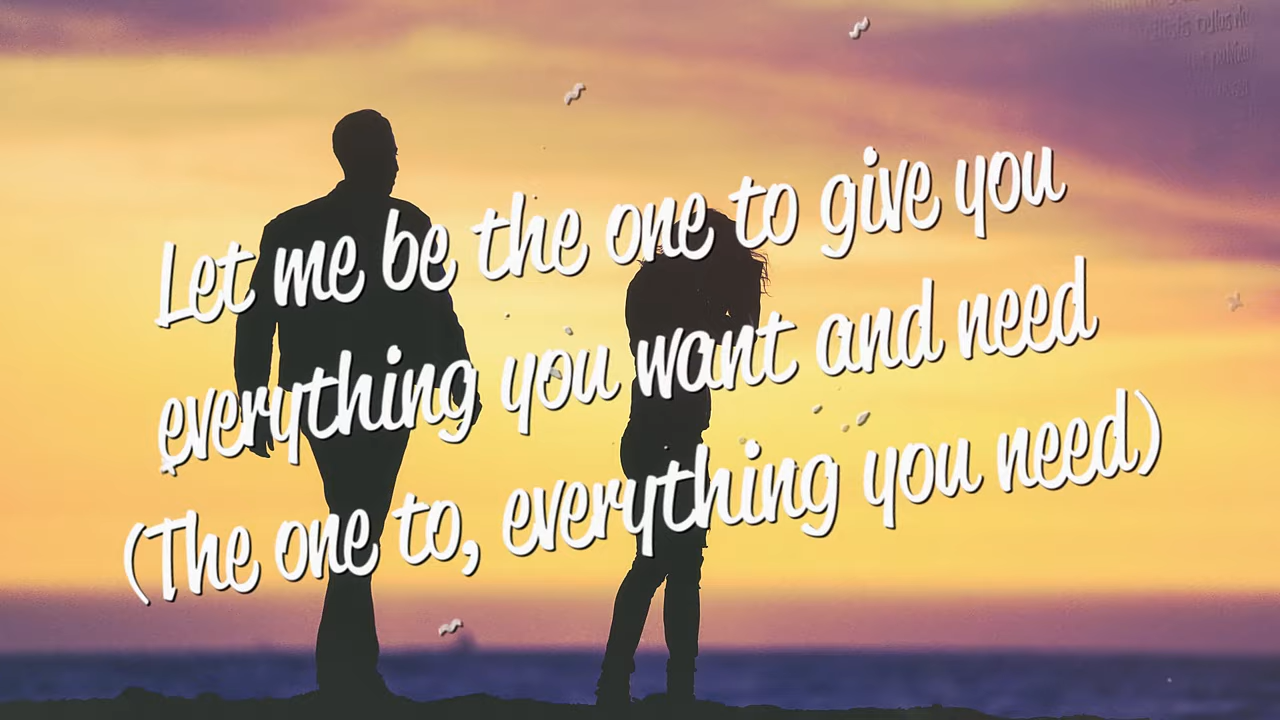 Let me be the one to give you
everything you want and need
(The one to, everything you need)